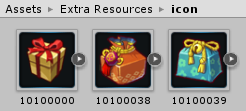 Assets ▸ Extra Resources ▸ icon
10100000 10100038 10100039